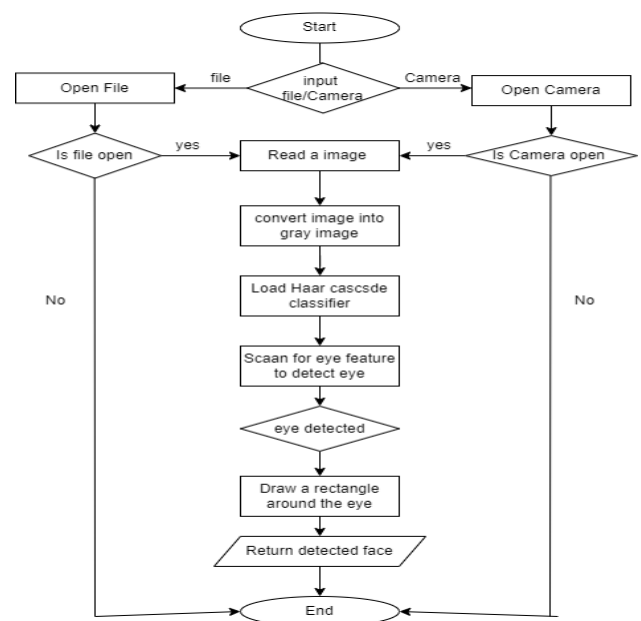 Start
file
input
file/Camera
Camera
Open File
Open Camera
Is file open
yes
Read a image
yes
Is Camera open
convert image into
gray image
No
No
Load Haar cascsde
classifier
Scaan for eye feature
to detect eye
eye detected
Draw a rectangle
around the eye
Return detected face
End